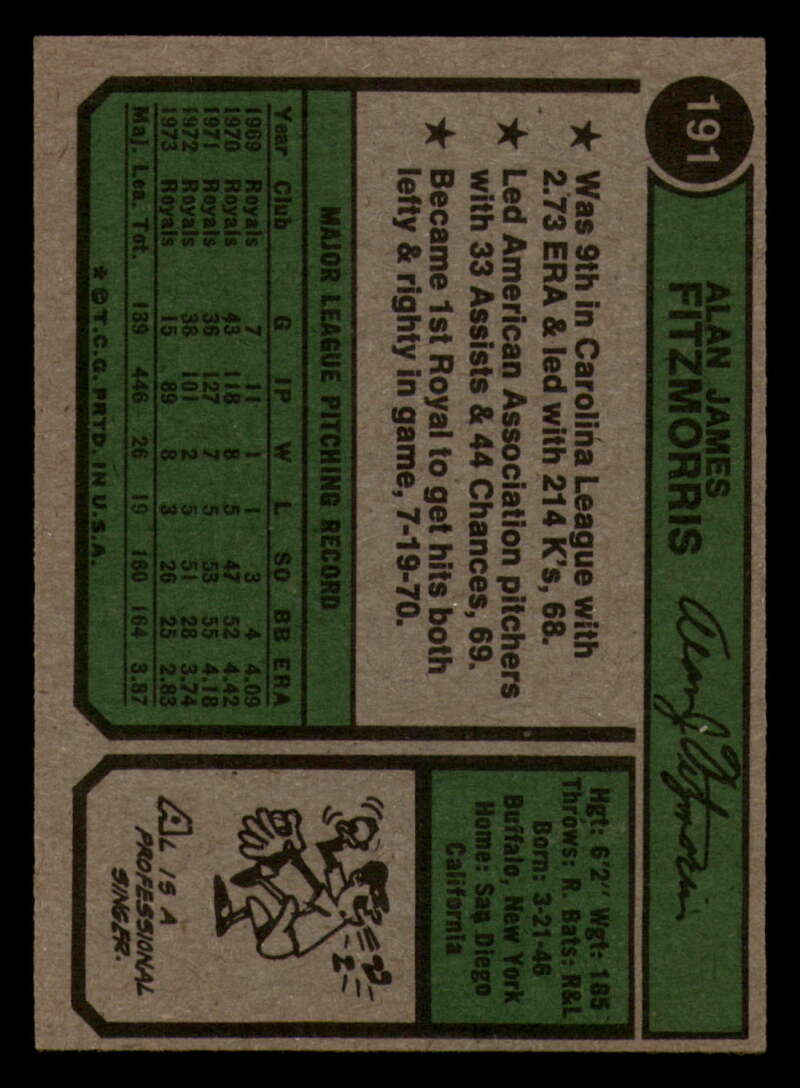 191
ALAN JAMES
FITZMORRIS
Alan J Fitzmorris
★ Was 9th in Carolina League with
2.73 ERA & led with 214 K's, 68.
★ Led American Association pitchers
with 33 Assists & 44 Chances, 69.
★ Became 1st Royal to get hits both
lefty & righty in game, 7-19-70.
MAJOR LEAGUE PITCHING RECORD
Year Club G IP W L SO BB ERA
1969 Royals 7 11 1 1 3 4 4.09
1970 Royals 43 118 8 5 47 52 4.42
1971 Royals 36 127 7 5 53 55 4.18
1972 Royals 38 101 2 5 51 28 3.74
1973 Royals 15 89 8 3 26 25 2.83
Maj. Lea. Tot. 139 446 26 19 180 164 3.87
* © T.C.G. PRTD. IN U.S.A.
Hgt: 6'2" Wgt: 185
Throws: R. Bats: R&L
Born: 3-21-46
Buffalo, New York
Home: San Diego
California
AL IS A
PROFESSIONAL
SINGER.